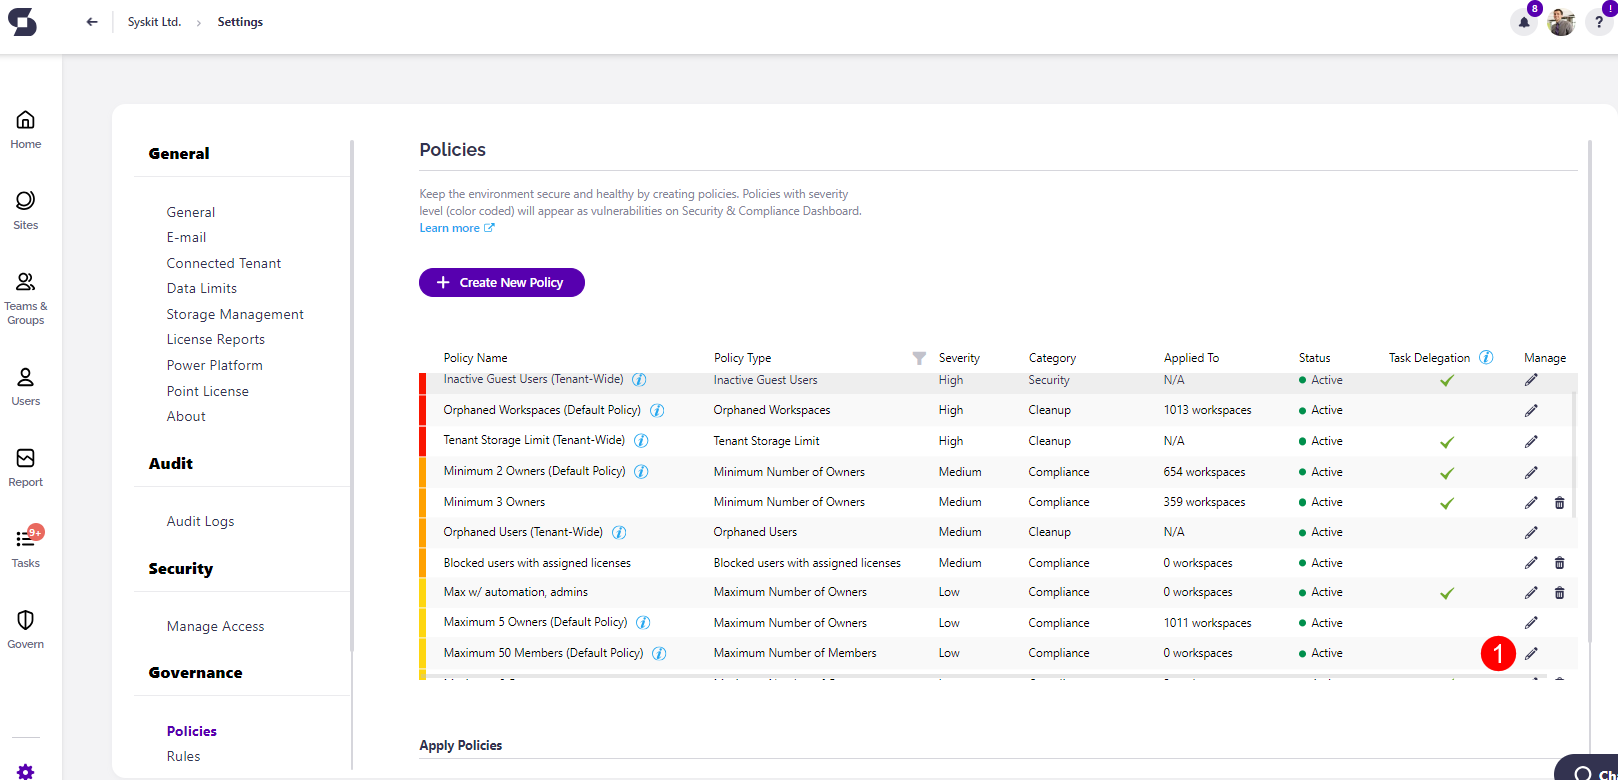 Syskit Ltd. › Settings
8
?
!
Home
Sites
Teams &
Groups
Users
Report
9+
Tasks
Govern
General
General
E-mail
Connected Tenant
Data Limits
Storage Management
License Reports
Power Platform
Point License
About
Audit
Audit Logs
Security
Manage Access
Governance
Policies
Rules
Policies
Keep the environment secure and healthy by creating policies. Policies with severity
level (color coded) will appear as vulnerabilities on Security & Compliance Dashboard.
Learn more
+ Create New Policy
Policy Name Policy Type Severity Category Applied To Status Task Delegation i Manage
Inactive Guest Users (Tenant-Wide) i Inactive Guest Users High Security N/A Active
Orphaned Workspaces (Default Policy) i Orphaned Workspaces High Cleanup 1013 workspaces Active
Tenant Storage Limit (Tenant-Wide) i Tenant Storage Limit High Cleanup N/A Active
Minimum 2 Owners (Default Policy) i Minimum Number of Owners Medium Compliance 654 workspaces Active
Minimum 3 Owners Minimum Number of Owners Medium Compliance 359 workspaces Active
Orphaned Users (Tenant-Wide) i Orphaned Users Medium Cleanup N/A Active
Blocked users with assigned licenses Blocked users with assigned licenses Medium Compliance 0 workspaces Active
Max w/ automation, admins Maximum Number of Owners Low Compliance 0 workspaces Active
Maximum 5 Owners (Default Policy) i Maximum Number of Owners Low Compliance 1011 workspaces Active
Maximum 50 Members (Default Policy) i Maximum Number of Members Low Compliance 0 workspaces Active 1
Apply Policies